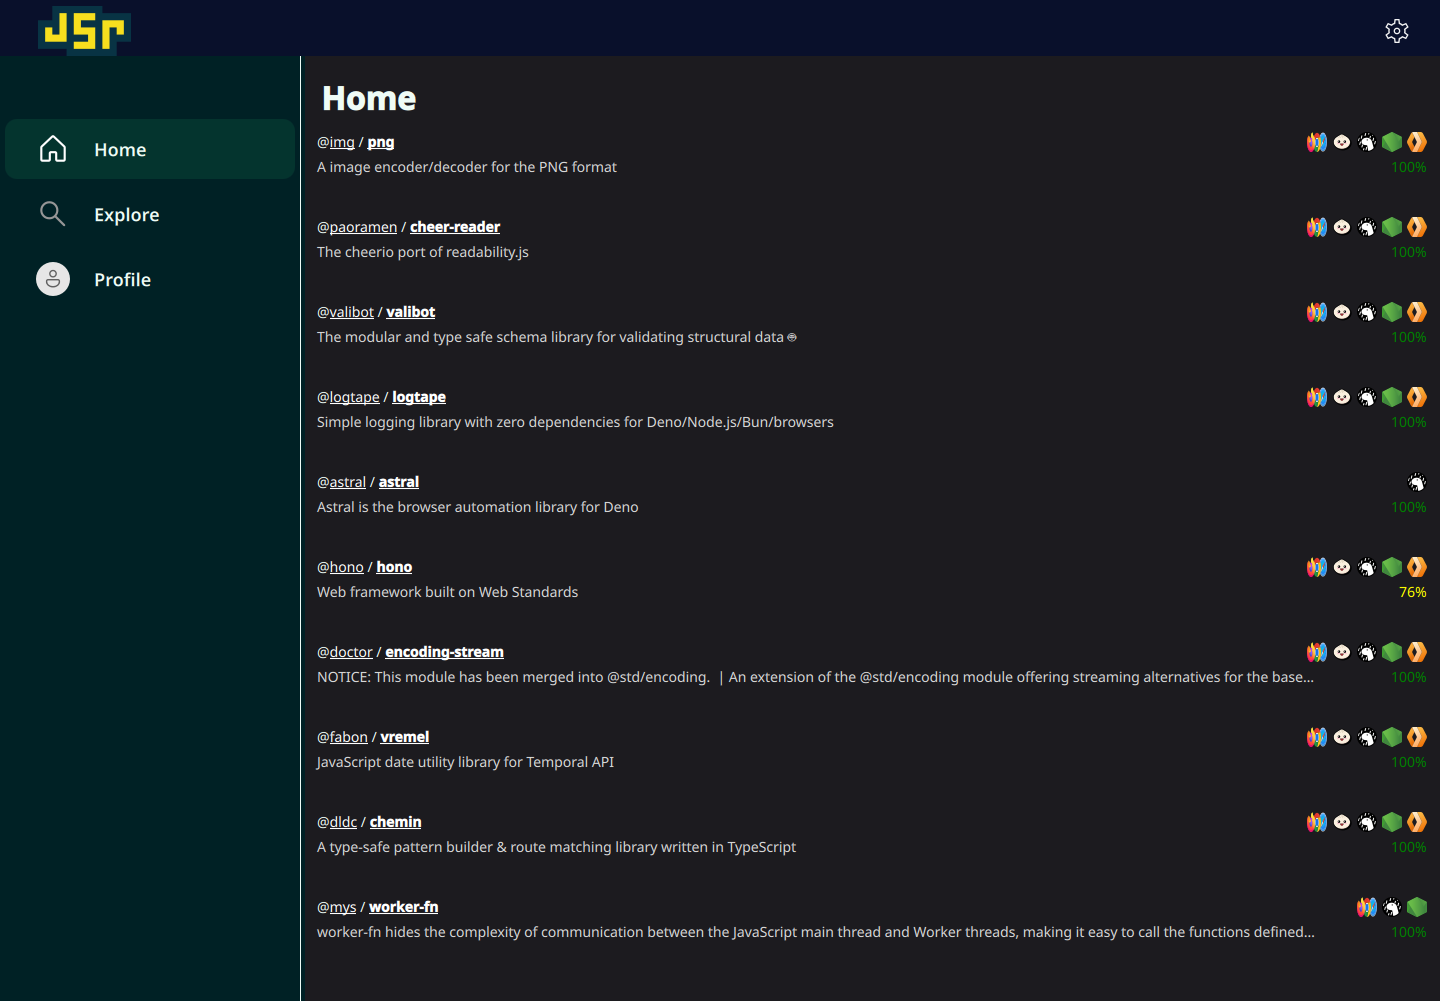 JSr
Home
Explore
Profile
Home
@img / png
A image encoder/decoder for the PNG format
100%
@paoramen / cheer-reader
The cheerio port of readability.js
100%
@valibot / valibot
The modular and type safe schema library for validating structural data
100%
@logtape / logtape
Simple logging library with zero dependencies for Deno/Node.js/Bun/browsers
100%
@astral / astral
Astral is the browser automation library for Deno
100%
@hono / hono
Web framework built on Web Standards
76%
@doctor / encoding-stream
NOTICE: This module has been merged into @std/encoding. | An extension of the @std/encoding module offering streaming alternatives for the base...
100%
@fabon / vremel
JavaScript date utility library for Temporal API
100%
@dldc / chemin
A type-safe pattern builder & route matching library written in TypeScript
100%
@mys / worker-fn
worker-fn hides the complexity of communication between the JavaScript main thread and Worker threads, making it easy to call the functions defined...
100%